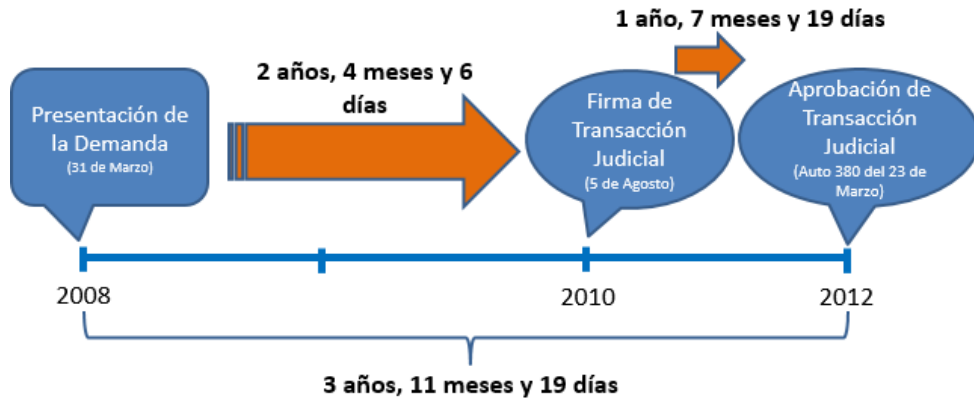 1 año, 7 meses y 19 días
2 años, 4 meses y 6
días
Presentación de
la Demanda
(31 de Marzo)
Firma de
Transacción
Judicial
(5 de Agosto)
Aprobación de
Transacción
Judicial
(Auto 380 del 23 de
Marzo)
2008
2010
2012
3 años, 11 meses y 19 días